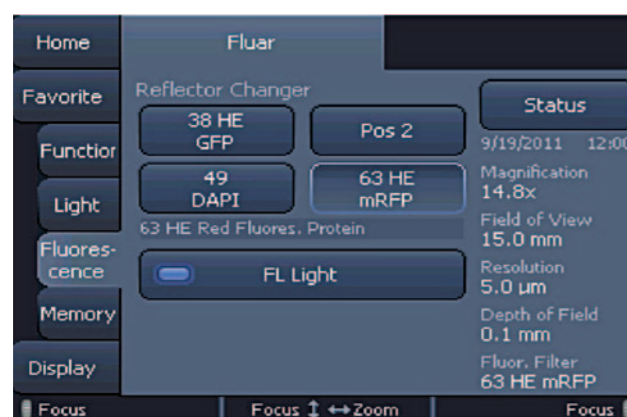 Home
Favorite
Function
Light
Fluores-
cence
Memory
Display
Fluar
Reflector Changer
38 HE
GFP
Pos 2
49
DAPI
63 HE
mRFP
63 HE Red Fluores. Protein
FL Light
Status
9/19/2011 12:00
Magnification
14.8x
Field of View
15.0 mm
Resolution
5.0 µm
Depth of Field
0.1 mm
Fluor. Filter
63 HE mRFP
Focus
Focus ↕ ↔ Zoom
Focus